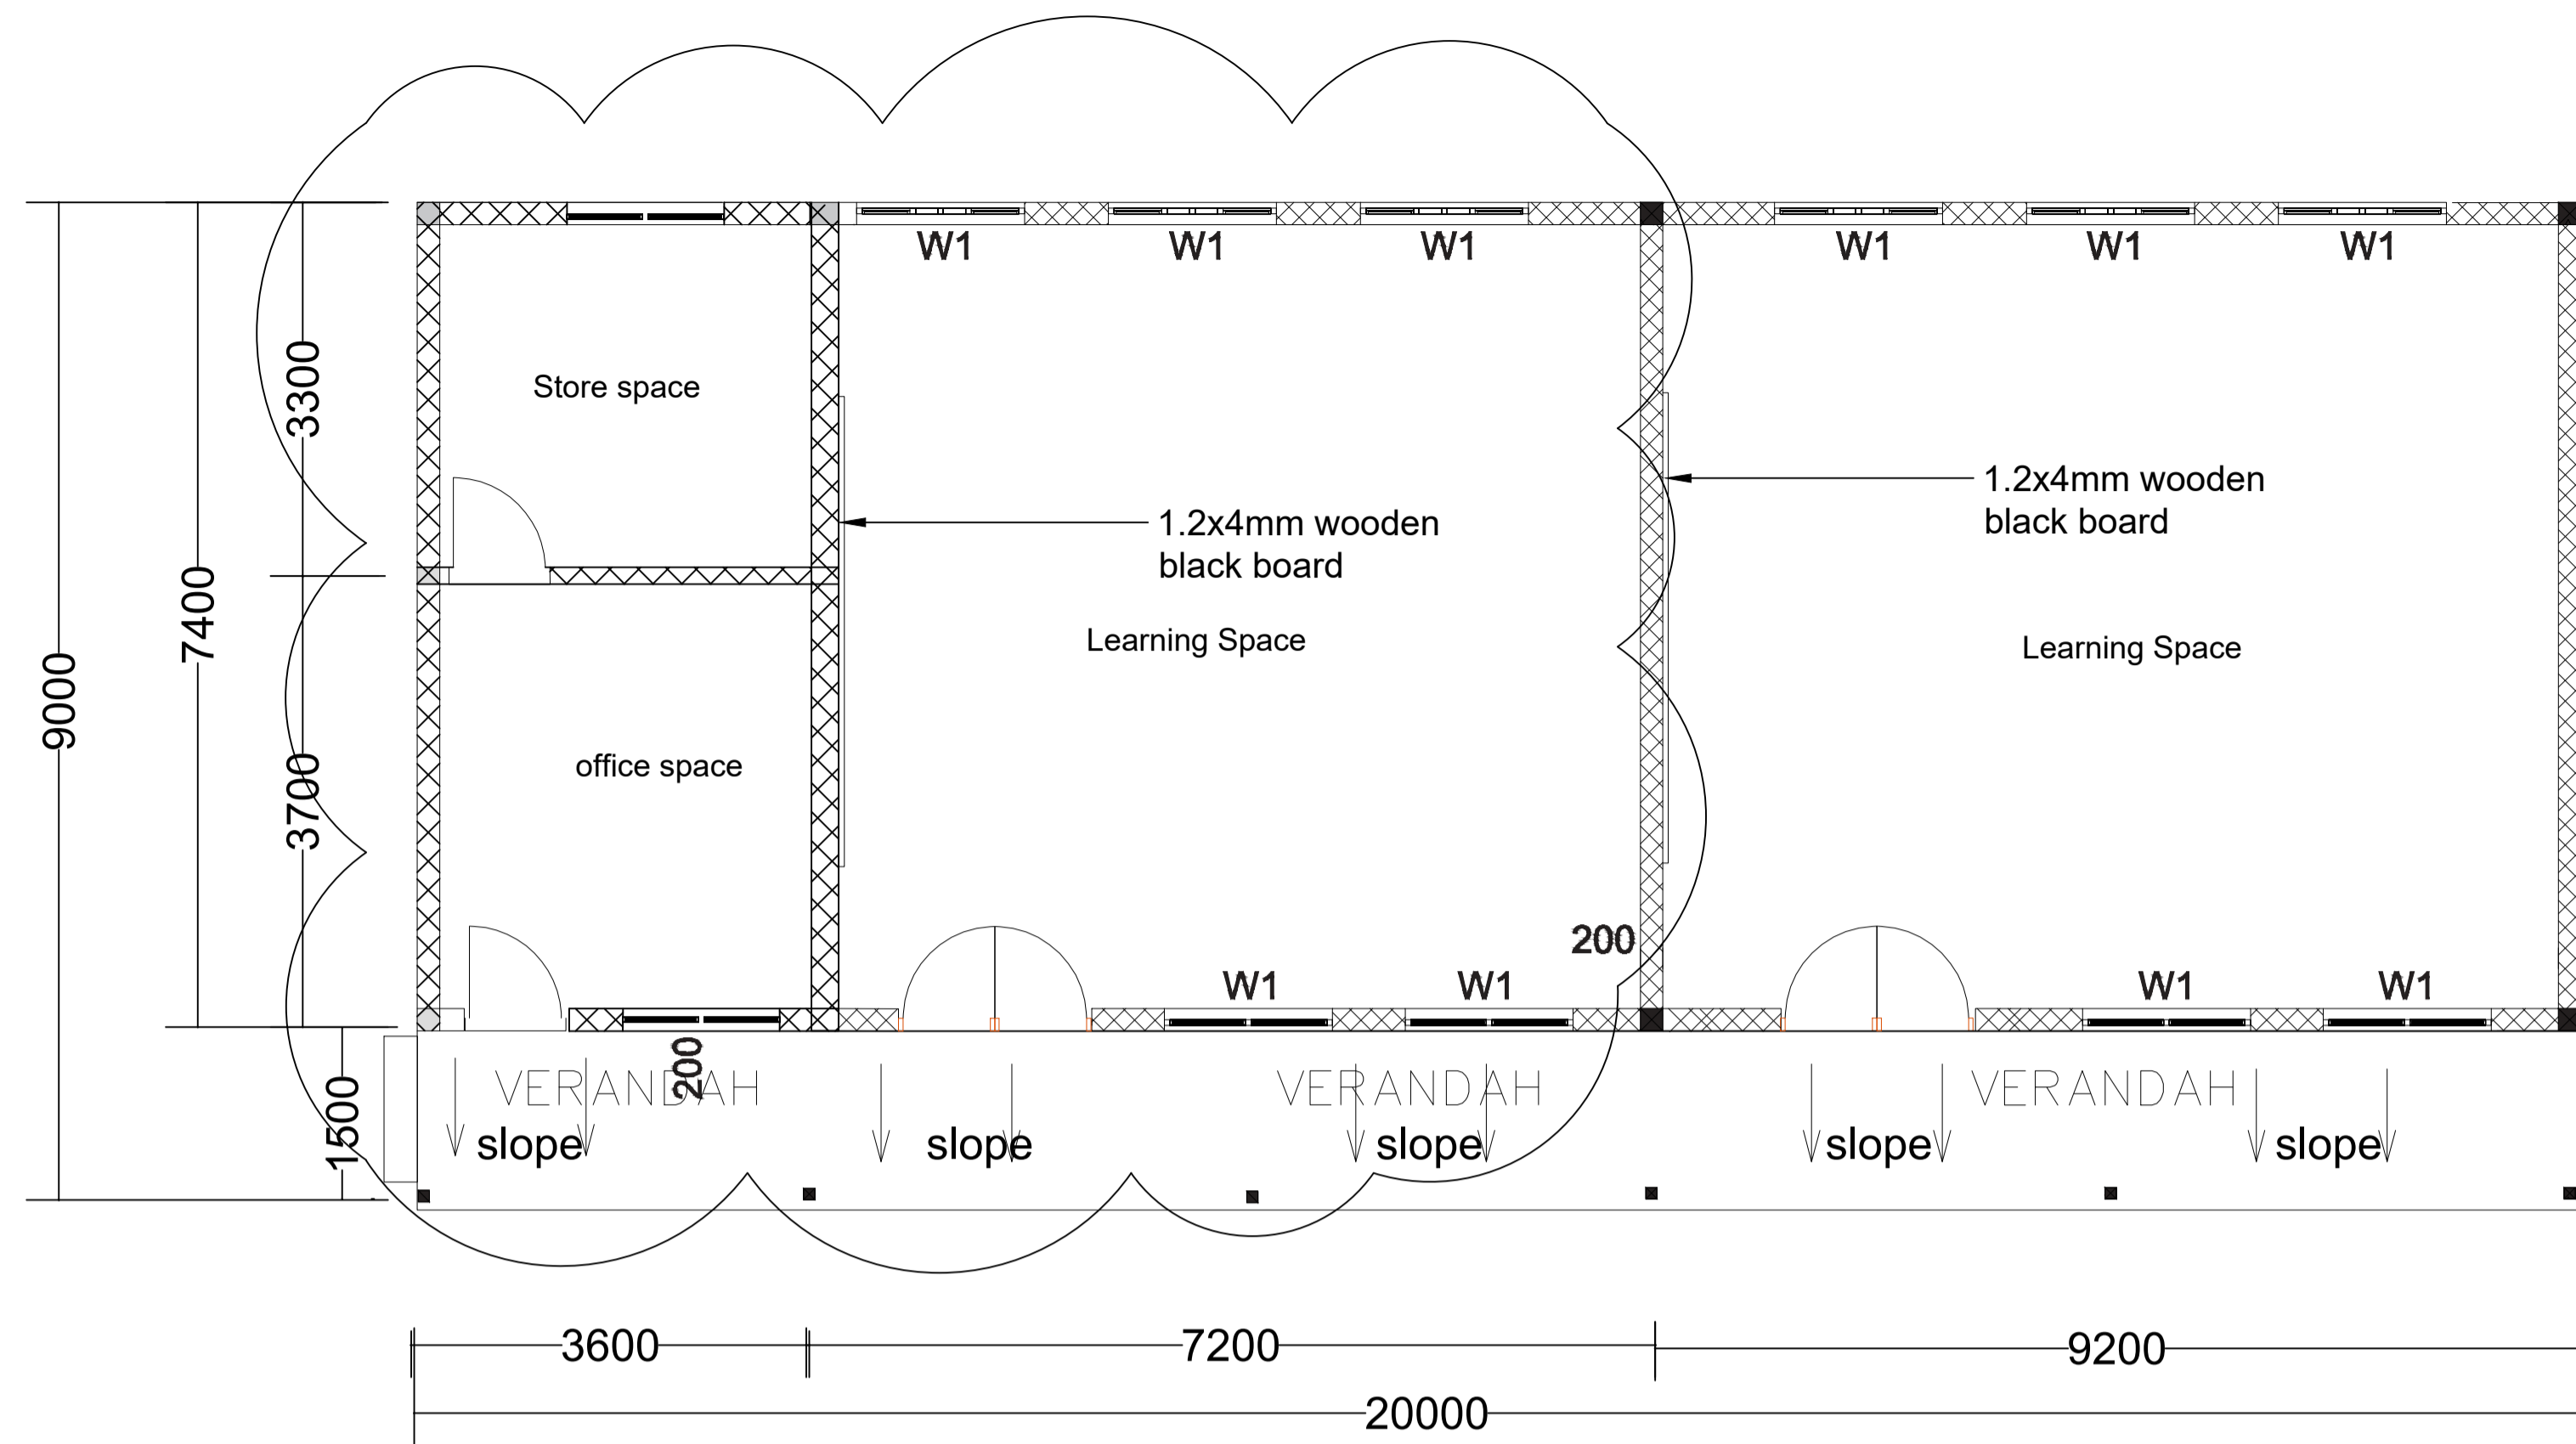 W1 W1 W1 W1 W1 W1
3300
Store space
1.2x4mm wooden
black board
1.2x4mm wooden
black board
7400
9000
Learning Space
Learning Space
office space
3700
200
W1 W1 W1 W1
200
VERANDAH VERANDAH VERANDAH
1500
slope slope slope slope slope
3600 7200 9200
20000